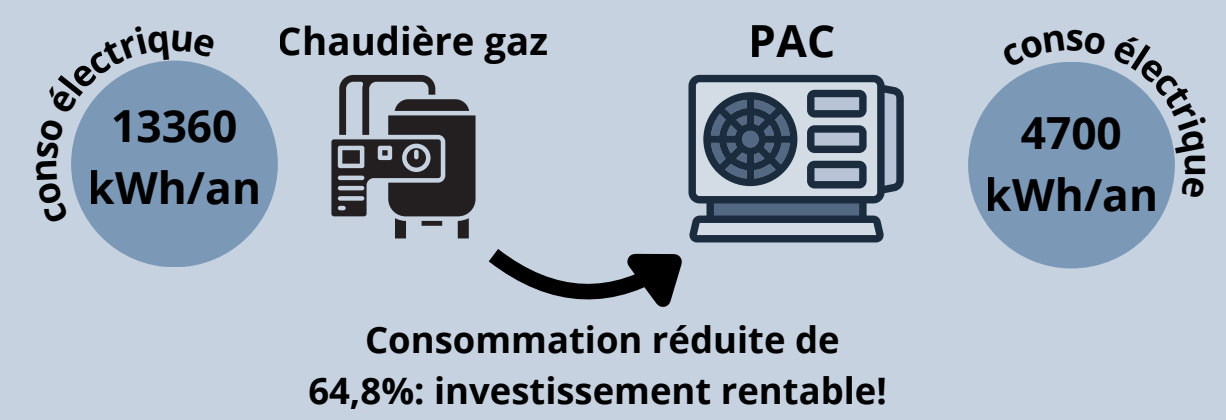 conso électrique
13360
kWh/an
Chaudière gaz
PAC
conso électrique
4700
kWh/an
Consommation réduite de
64,8%: investissement rentable!